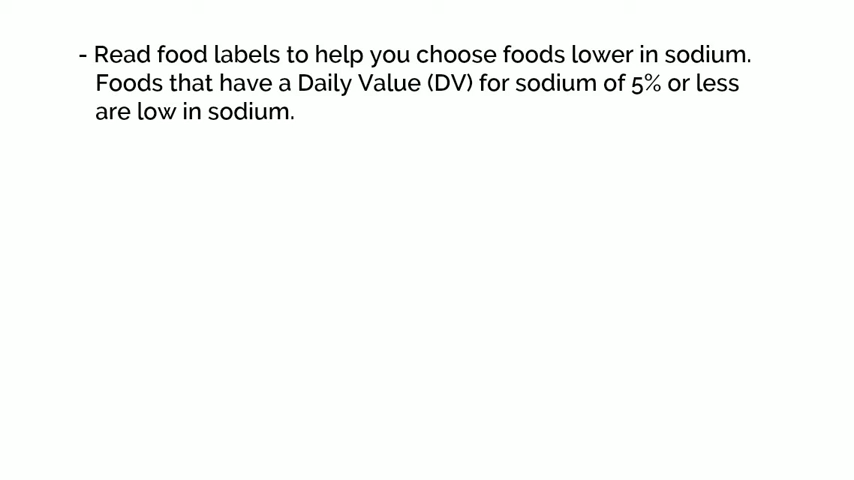 - Read food labels to help you choose foods lower in sodium.
Foods that have a Daily Value (DV) for sodium of 5% or less
are low in sodium.